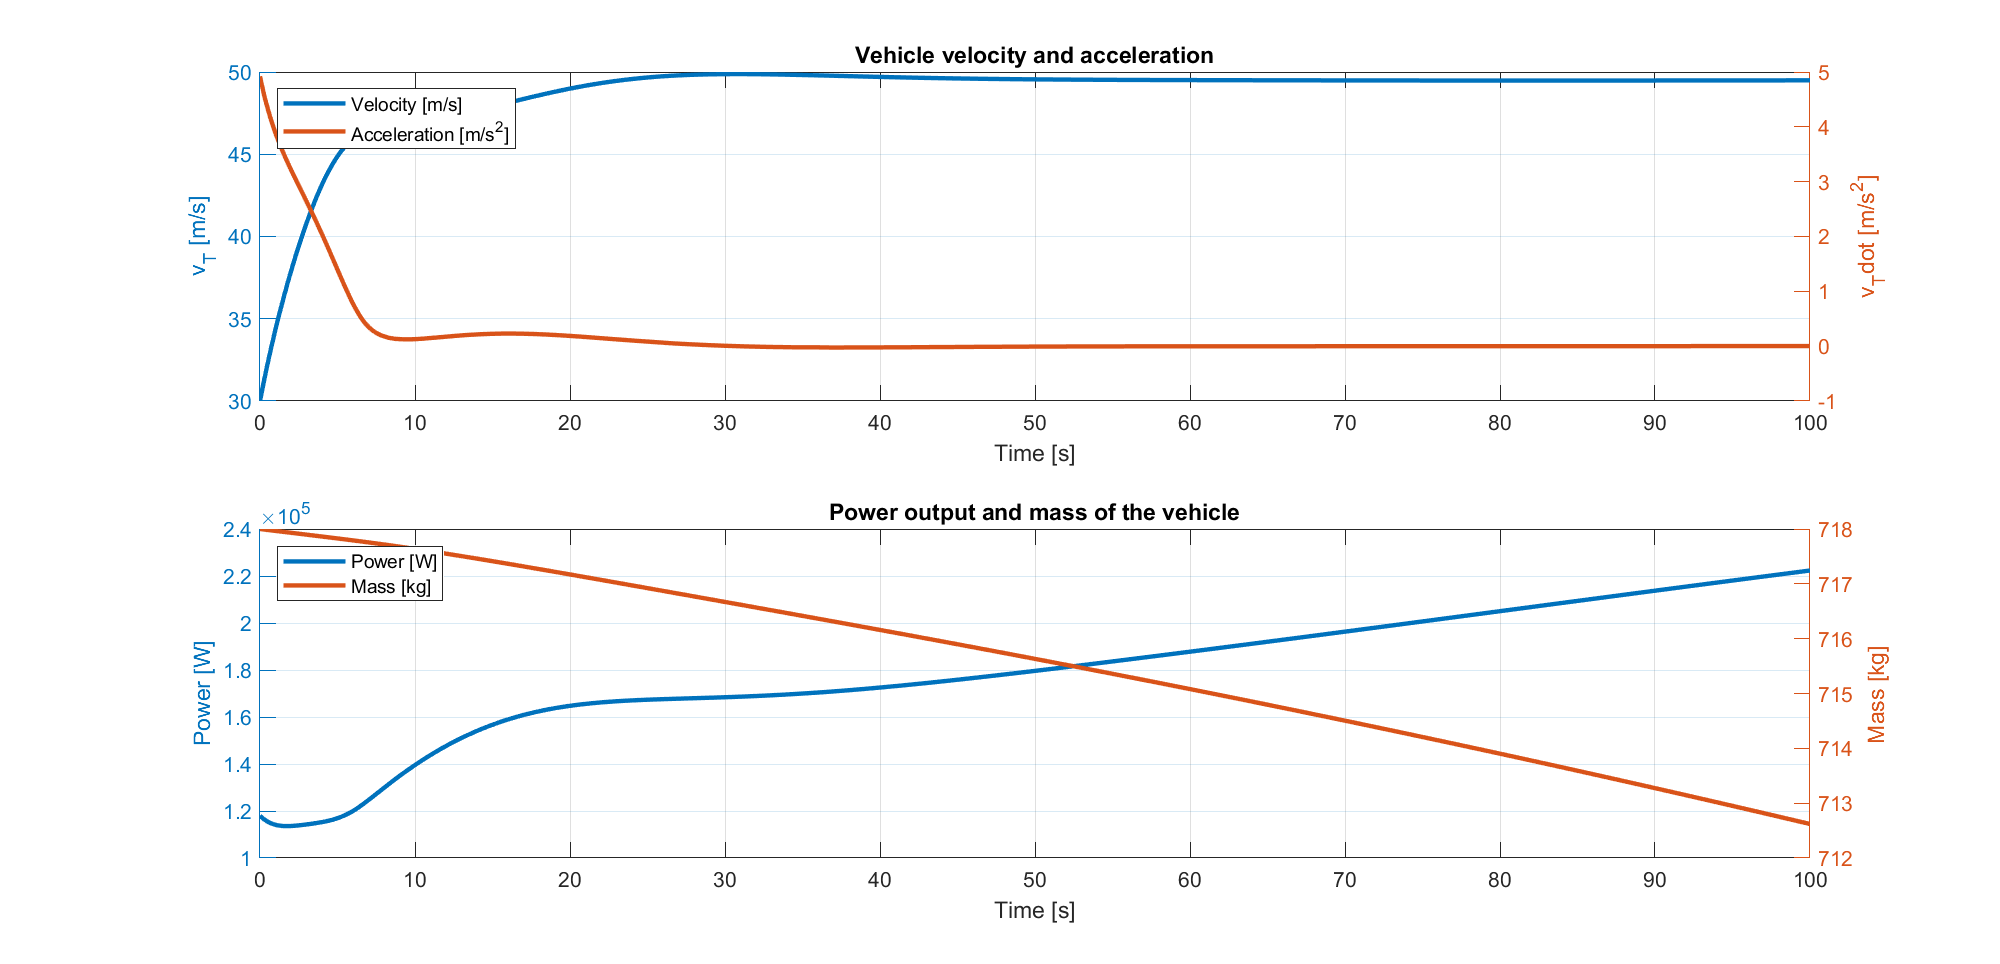 Vehicle velocity and acceleration
50
45
40
35
30
v_T [m/s]
Velocity [m/s]
Acceleration [m/s^2]
5
4
3
2
1
0
-1
v_Tdot [m/s^2]
0 10 20 30 40 50 60 70 80 90 100
Time [s]
Power output and mass of the vehicle
×10^5
2.4
2.2
2
1.8
1.6
1.4
1.2
1
Power [W]
Power [W]
Mass [kg]
718
717
716
715
714
713
712
Mass [kg]
0 10 20 30 40 50 60 70 80 90 100
Time [s]